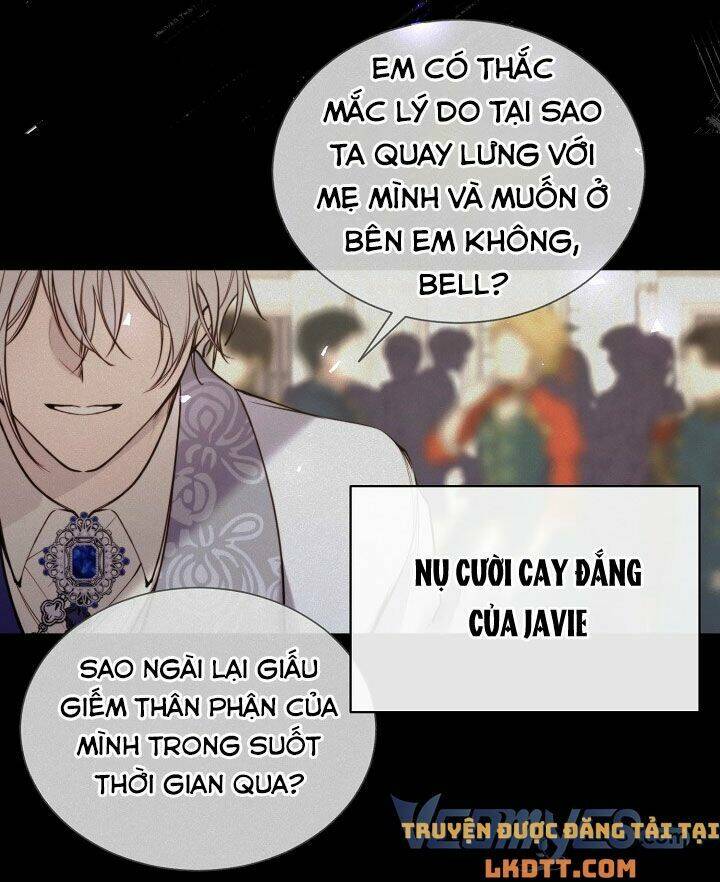 EM CÓ THẮC
MẮC LÝ DO TẠI SAO
TA QUAY LƯNG VỚI
MẸ MÌNH VÀ MUỐN Ở
BÊN EM KHÔNG,
BELL?
NỤ CƯỜI CAY ĐẮNG
CỦA JAVIE
SAO NGÀI LẠI GIẤU
GIẾM THÂN PHẬN CỦA
MÌNH TRONG SUỐT
THỜI GIAN QUA?
TRUYỆN ĐƯỢC ĐĂNG TẢI TẠI
LKDTT.COM